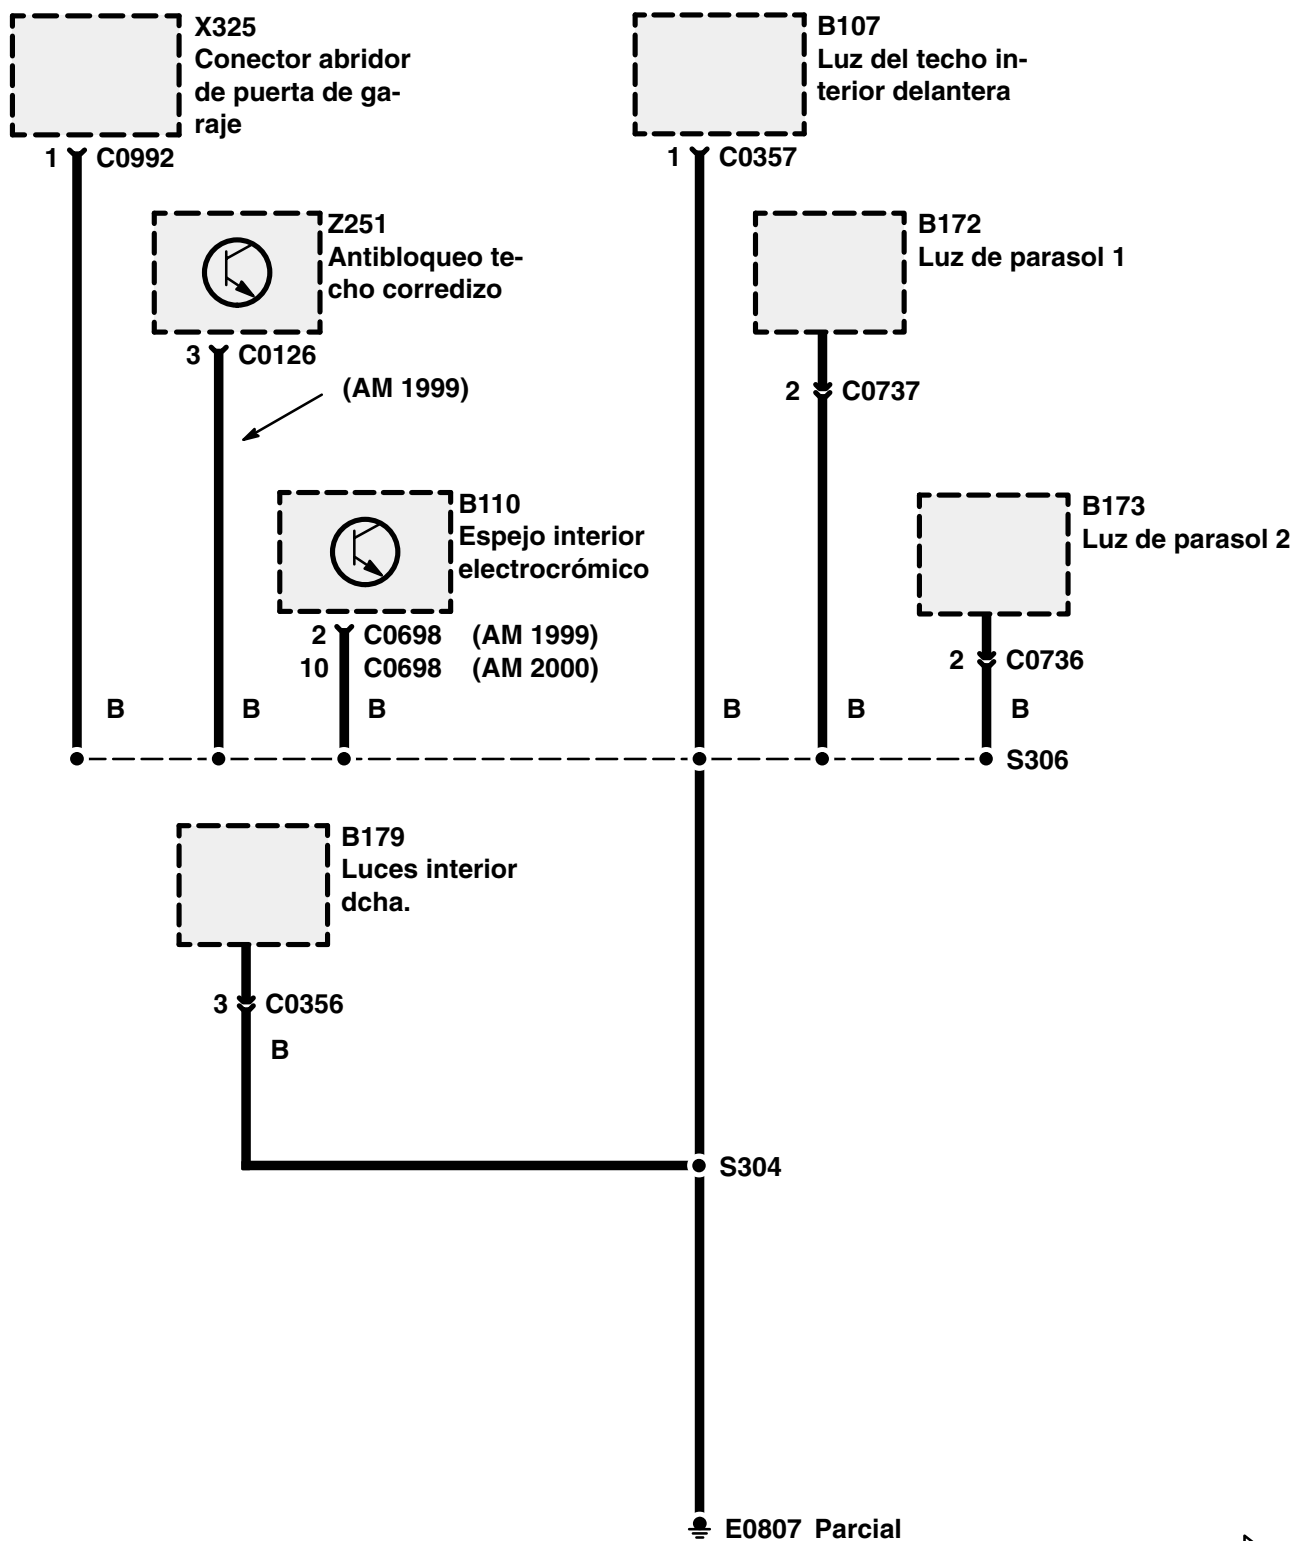 X325
Conector abridor
de puerta de ga-
raje
1 C0992
B107
Luz del techo in-
terior delantera
1 C0357
Z251
Antibloqueo te-
cho corredizo
3 C0126
(AM 1999)
B172
Luz de parasol 1
2 C0737
B110
Espejo interior
electrocrómico
2 C0698 (AM 1999)
10 C0698 (AM 2000)
B173
Luz de parasol 2
2 C0736
B B B B B B
S306
B179
Luces interior
dcha.
3 C0356
B
S304
E0807 Parcial